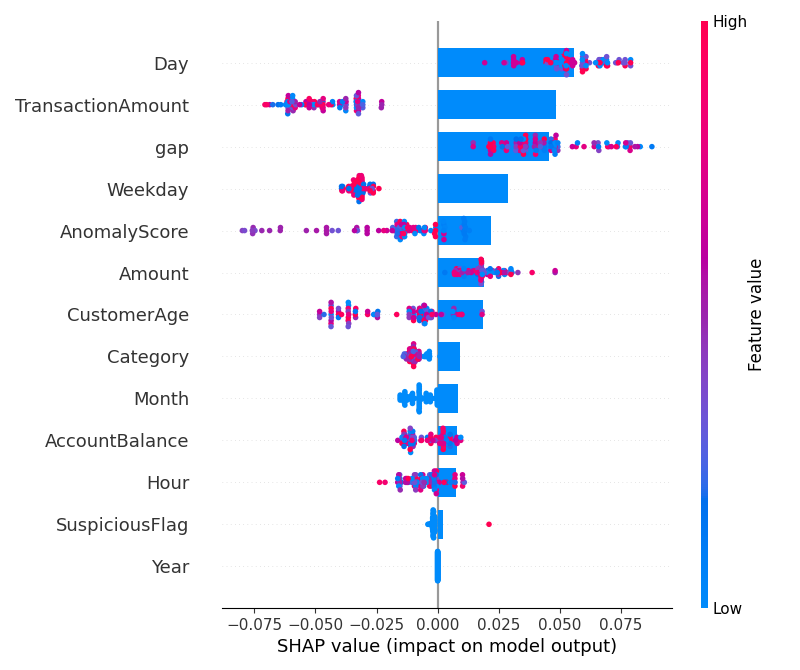 High
Day
TransactionAmount
gap
Weekday
AnomalyScore
Amount
CustomerAge
Category
Month
AccountBalance
Hour
SuspiciousFlag
Year
Feature value
Low
−0.075 −0.050 −0.025 0.000 0.025 0.050 0.075
SHAP value (impact on model output)